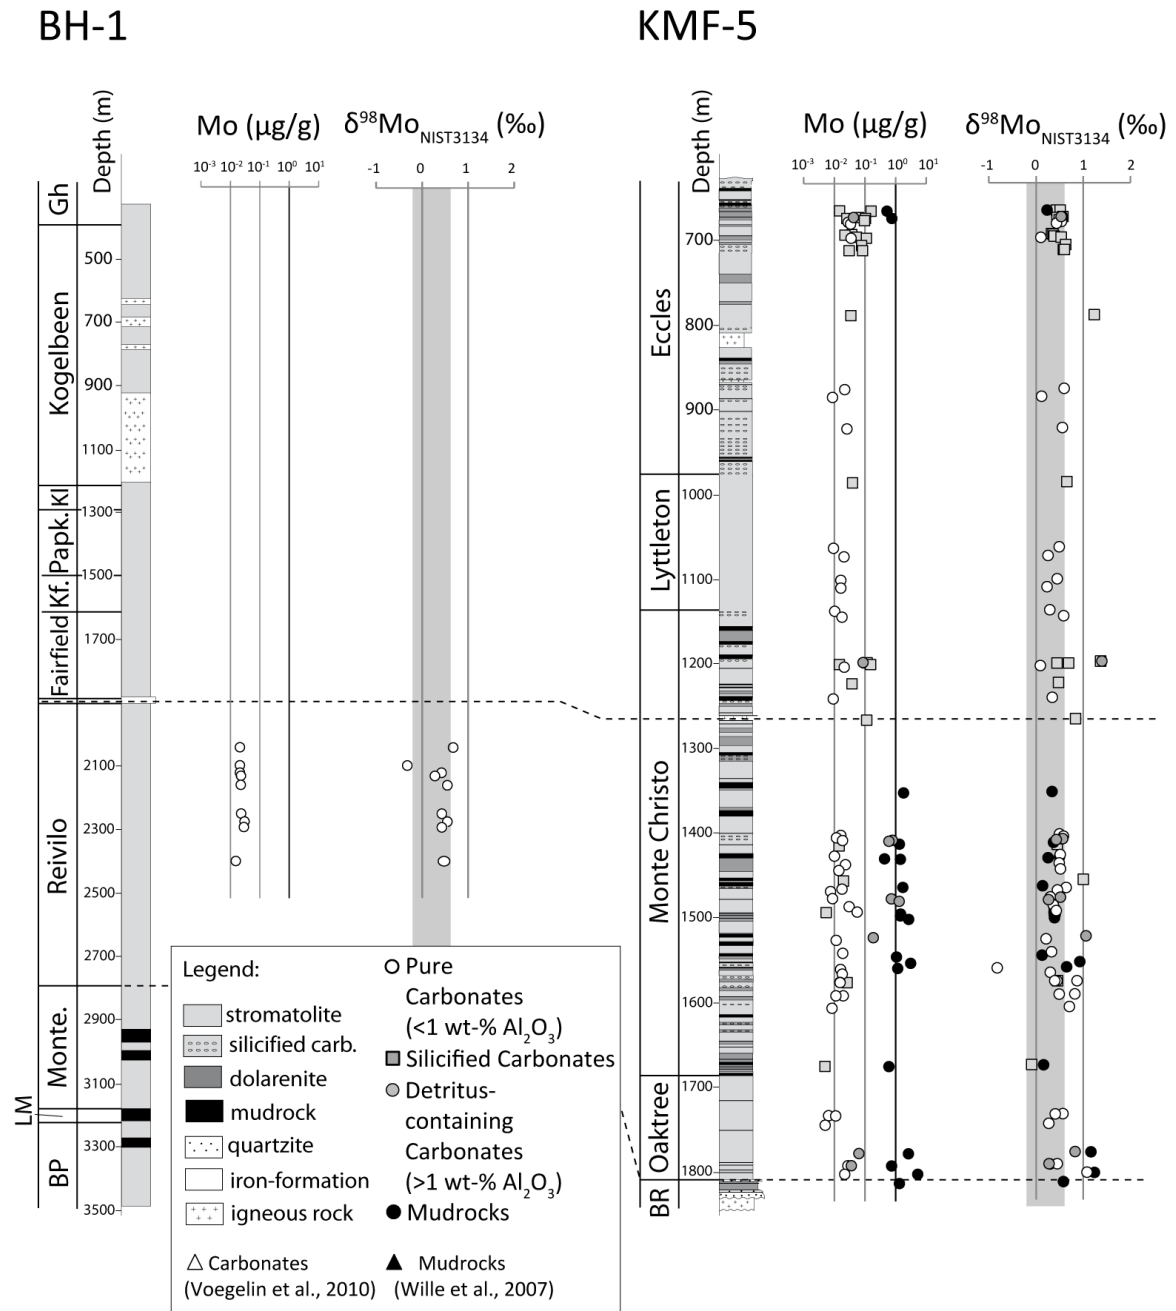 BH-1
KMF-5
Depth (m)
Mo (µg/g)
δ⁹⁸Mo NIST3134 (‰)
10⁻³ 10⁻² 10⁻¹ 10⁰ 10¹
-1 0 1 2
Gh
Kogelbeen
Kl
Papk.
Kf.
Fairfield
Reivilo
Monte.
LM
BP
500
700
900
1100
1300
1500
1700
2100
2300
2500
2700
2900
3100
3300
3500
Depth (m)
Mo (µg/g)
δ⁹⁸Mo NIST3134 (‰)
10⁻³ 10⁻² 10⁻¹ 10⁰ 10¹
-1 0 1 2
Eccles
Lyttleton
Monte Christo
Oaktree
BR
700
800
900
1000
1100
1200
1300
1400
1500
1600
1700
1800
Legend:
stromatolite
silicified carb.
dolarenite
mudrock
quartzite
iron-formation
igneous rock
Pure
Carbonates
(<1 wt-% Al₂O₃)
Silicified Carbonates
Detritus-
containing
Carbonates
(>1 wt-% Al₂O₃)
Mudrocks
Carbonates
(Voegelin et al., 2010)
Mudrocks
(Wille et al., 2007)